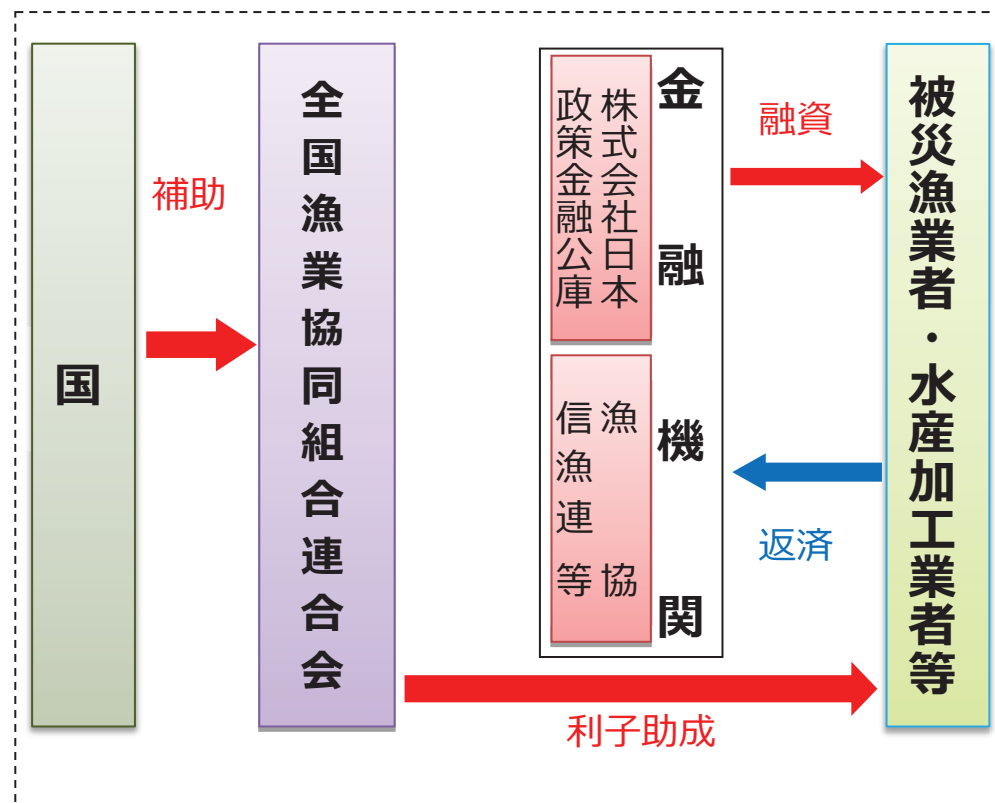 国
補助
全国漁業協同組合連合会
金融機関
株式会社日本
政策金融公庫
漁協
信漁連等
融資
返済
利子助成
被災漁業者・水産加工業者等